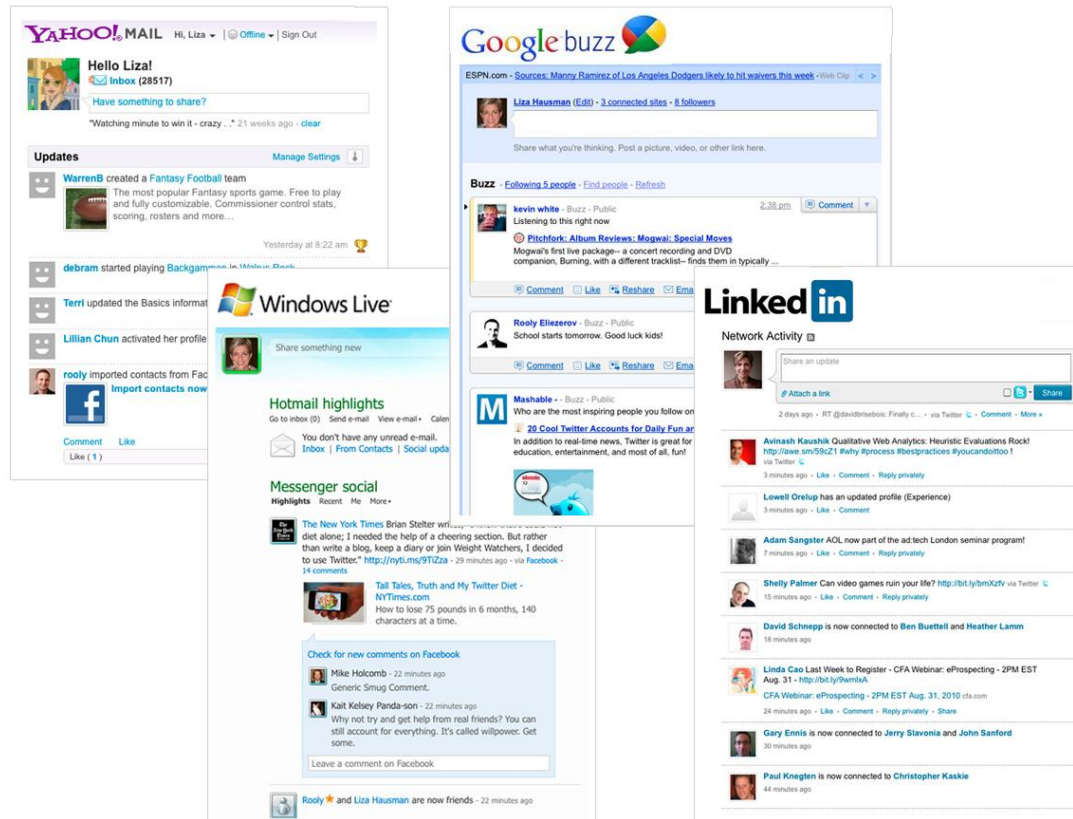 YAHOO! MAIL Hi, Liza | Offline | Sign Out
Hello Liza!
Inbox (28517)
Have something to share?
"Watching minute to win it - crazy . ." 21 weeks ago - clear
Updates Manage Settings
WarrenB created a Fantasy Football team
The most popular Fantasy sports game. Free to play
and fully customizable. Commissioner control stats,
scoring, rosters and more…
Yesterday at 8:22 am
debram started playing Backgammon in
Terri updated the Basics informat
Lillian Chun activated her profile
rooly imported contacts from Fac
Import contacts now
Comment Like
Like ( 1 )
Google buzz
ESPN.com - Sources: Manny Ramirez of Los Angeles Dodgers likely to hit waivers this week - Web Clip < >
Liza Hausman (Edit) - 3 connected sites - 8 followers
Share what you're thinking. Post a picture, video, or other link here.
Buzz - Following 5 people - Find people - Refresh
kevin white - Buzz - Public 2:38 pm Comment
Listening to this right now
Pitchfork: Album Reviews: Mogwai: Special Moves
Mogwai's first live package-- a concert recording and DVD
companion, Burning, with a different tracklist-- finds them in typically ...
Comment Like Reshare Ema
Rooly Eliezerov - Buzz - Public
School starts tomorrow. Good luck kids!
Comment Like Reshare Ema
M
Mashable - - Buzz - Public
Who are the most inspiring people you follow on
20 Cool Twitter Accounts for Daily Fun an
In addition to real-time news, Twitter is great for
education, entertainment, and most of all, fun!
Windows Live
Share something new
Hotmail highlights
Go to inbox (0) Send e-mail View e-mail Calen
You don't have any unread e-mail.
Inbox | From Contacts | Social upda
Messenger social
Highlights Recent Me More
The New York Times Brian Stelter
diet alone; I needed the help of a cheering section. But rather
than write a blog, keep a diary or join Weight Watchers, I decided
to use Twitter." http://nyti.ms/9TiZza - 29 minutes ago - via Facebook -
14 comments
Tall Tales, Truth and My Twitter Diet -
NYTimes.com
How to lose 75 pounds in 6 months, 140
characters at a time.
Check for new comments on Facebook
Mike Holcomb - 22 minutes ago
Generic Smug Comment.
Kait Kelsey Panda-son - 22 minutes ago
Why not try and get help from real friends? You can
still account for everything. It's called willpower. Get
some.
Leave a comment on Facebook
Rooly and Liza Hausman are now friends - 22 minutes ago
Linked in
Network Activity
Share an update
Attach a link Share
2 days ago - RT @davidbrisebois: Finally c... - via Twitter - Comment - More »
Avinash Kaushik Qualitative Web Analytics: Heuristic Evaluations Rock!
http://awe.sm/59cZ1 #why #process #bestpractices #youcandoittoo !
via Twitter
3 minutes ago - Like - Comment - Reply privately
Lowell Orelup has an updated profile (Experience)
3 minutes ago - Like - Comment
Adam Sangster AOL now part of the ad:tech London seminar program!
7 minutes ago - Like - Comment - Reply privately
Shelly Palmer Can video games ruin your life? http://bit.ly/bmXzfv via Twitter
15 minutes ago - Like - Comment - Reply privately
David Schnepp is now connected to Ben Buettell and Heather Lamm
18 minutes ago
Linda Cao Last Week to Register - CFA Webinar: eProspecting - 2PM EST
Aug. 31 - http://bit.ly/9wmlxA
CFA Webinar: eProspecting - 2PM EST Aug. 31, 2010 cfa.com
24 minutes ago - Like - Comment - Reply privately - Share
Gary Ennis is now connected to Jerry Slavonia and John Sanford
30 minutes ago
Paul Knegten is now connected to Christopher Kaskie
44 minutes ago